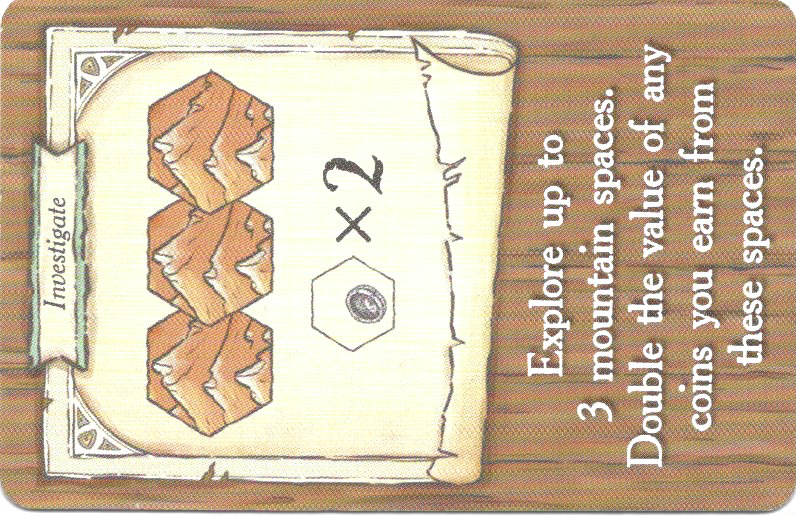 Investigate
×2
Explore up to
3 mountain spaces.
Double the value of any
coins you earn from
these spaces.